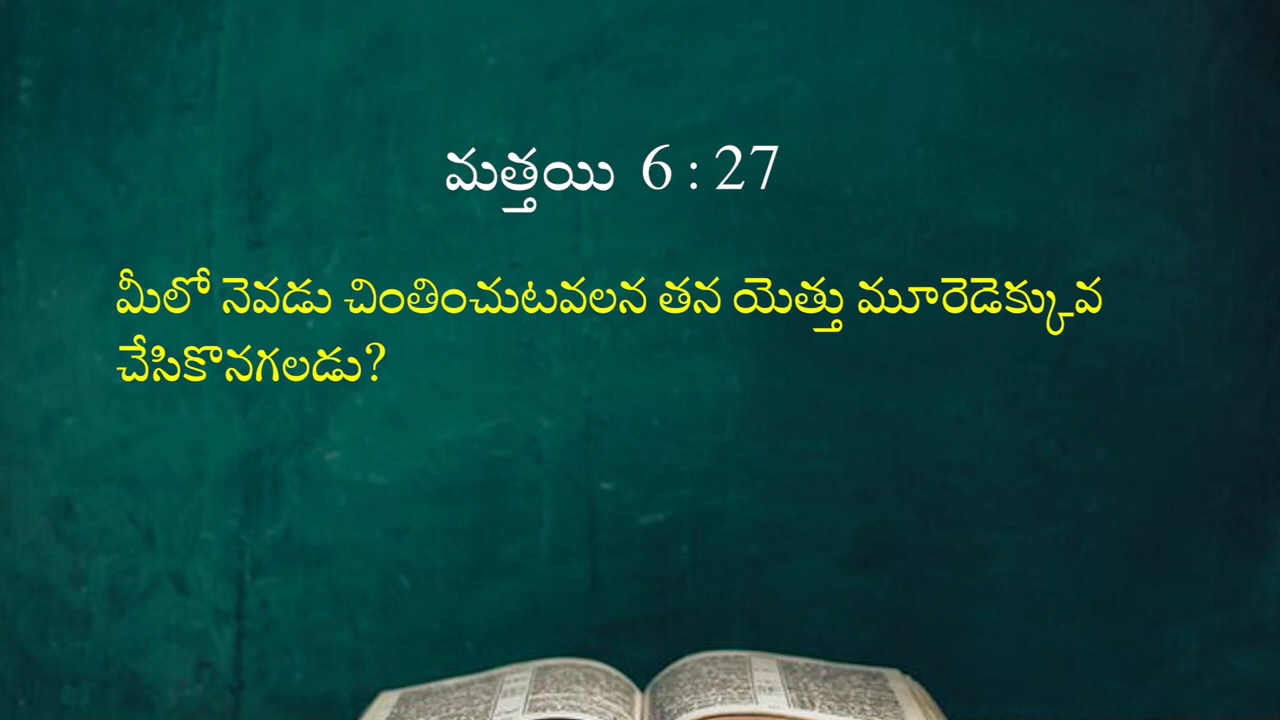 మత్తయి 6 : 27
మీలో నెవడు చింతించుటవలన తన యెత్తు మూరెడెక్కువ
చేసికొనగలడు?